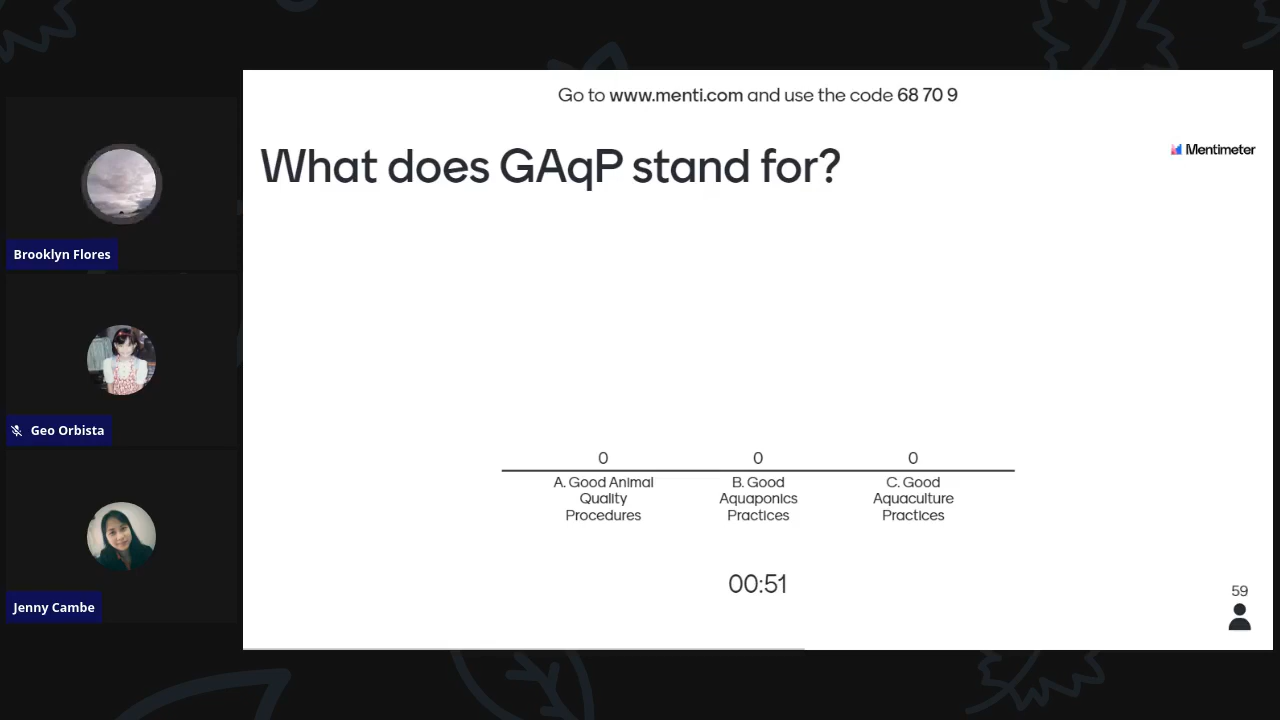 Go to www.menti.com and use the code 68 70 9
What does GAqP stand for?
Mentimeter
Brooklyn Flores
Geo Orbista
Jenny Cambe
0
0
0
A. Good Animal
Quality
Procedures
B. Good
Aquaponics
Practices
C. Good
Aquaculture
Practices
00:51
59